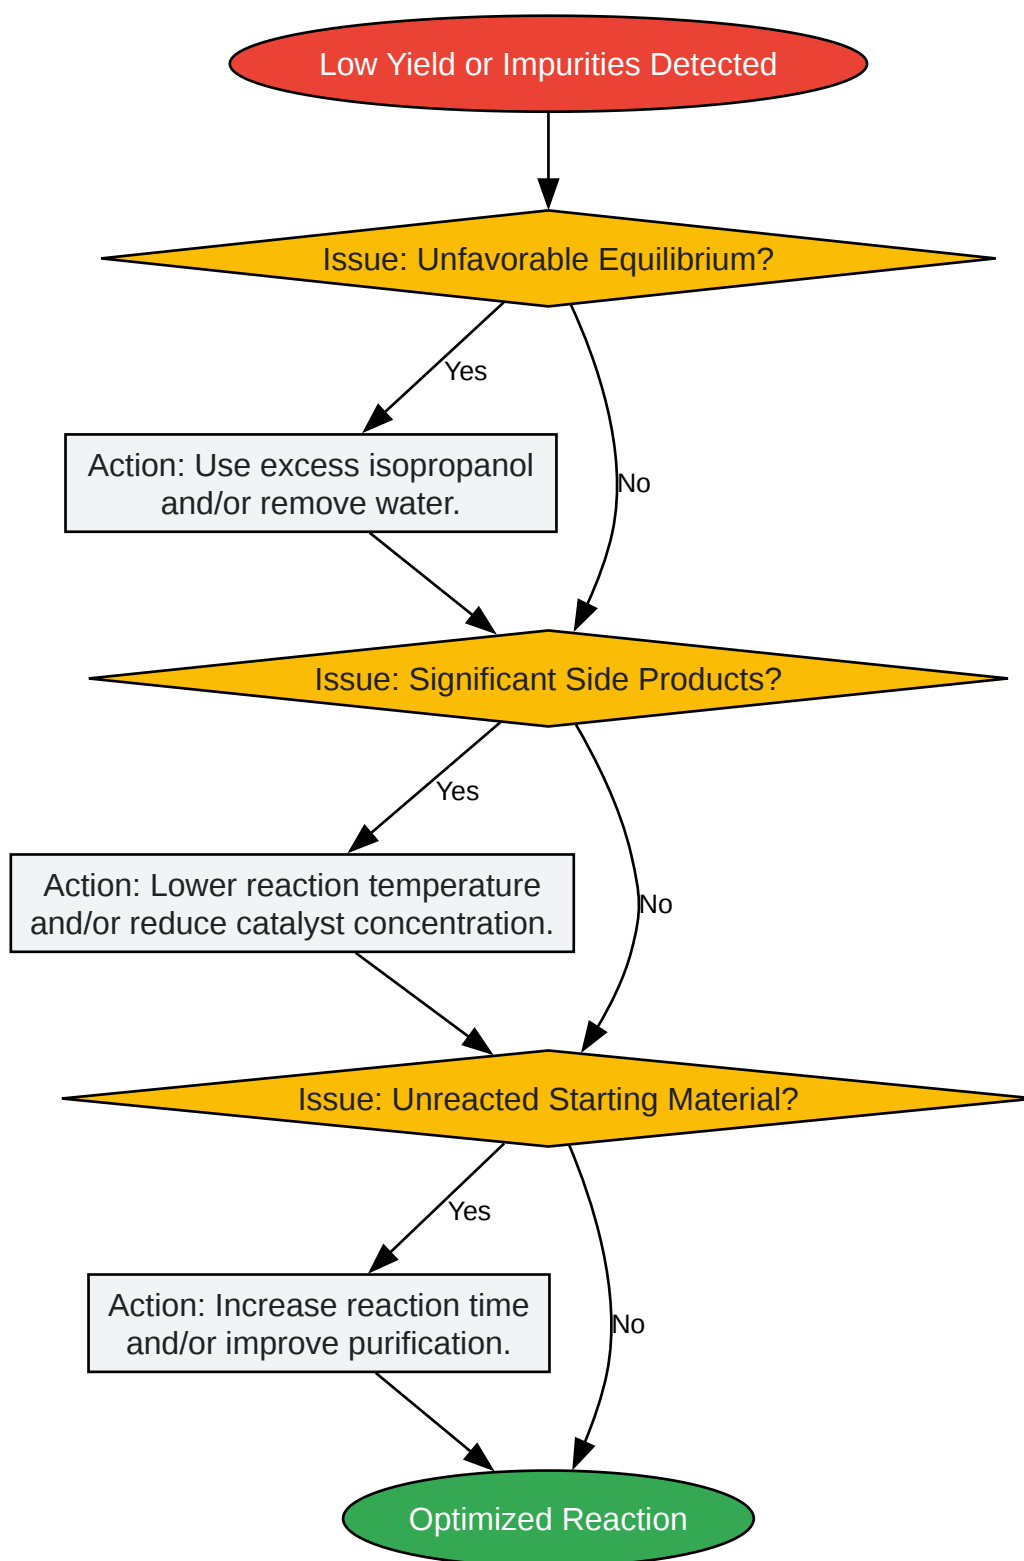 Low Yield or Impurities Detected
Issue: Unfavorable Equilibrium?
Yes
Action: Use excess isopropanol
and/or remove water.
No
Issue: Significant Side Products?
Yes
Action: Lower reaction temperature
and/or reduce catalyst concentration.
No
Issue: Unreacted Starting Material?
Yes
Action: Increase reaction time
and/or improve purification.
No
Optimized Reaction